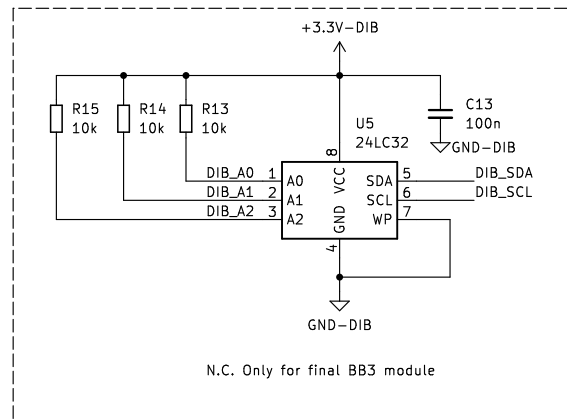 +3.3V-DIB
R15
10k
R14
10k
R13
10k
C13
100n
GND-DIB
U5
24LC32
8
DIB_A0 1 A0 VCC SDA 5 DIB_SDA
DIB_A1 2 A1 SCL 6 DIB_SCL
DIB_A2 3 A2 GND WP 7
4
GND-DIB
N.C. Only for final BB3 module